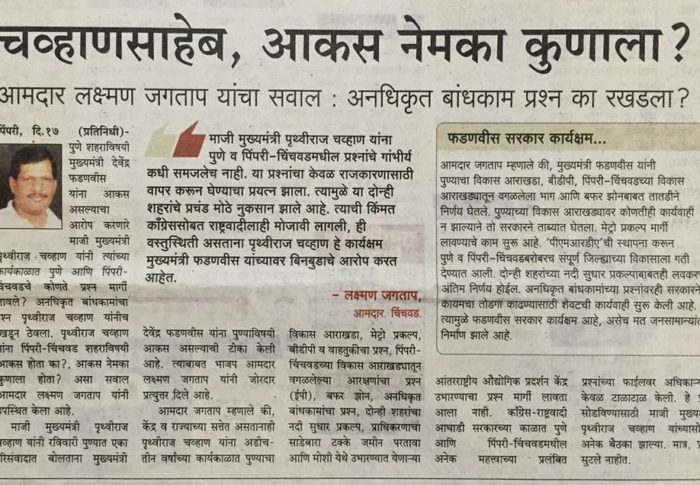 चव्हाणसाहेब, आकस नेमका कुणाला?
आमदार लक्ष्मण जगताप यांचा सवाल : अनधिकृत बांधकाम प्रश्न का रखडला?
पिंपरी, दि.१७ (प्रतिनिधी)-
पुणे शहराविषयी
मुख्यमंत्री देवेंद्र
फडणवीस
यांना आकस
असल्याचा
आरोप करणारे
माजी मुख्यमंत्री
पृथ्वीराज चव्हाण यांनी त्यांच्या
कार्यकाळात पुणे आणि पिंपरी-
चिंचवडचे कोणते प्रश्न मार्गी
लावले? अनधिकृत बांधकामांचा
प्रश्न पृथ्वीराज चव्हाण यांनीच
रखडून ठेवला. पृथ्वीराज चव्हाण
यांना पिंपरी-चिंचवड शहराविषयी
आकस होता का?, आकस नेमका
कुणाला होता? असा सवाल
आमदार लक्ष्मण जगताप यांनी
उपस्थित केला आहे.
माजी मुख्यमंत्री पृथ्वीराज
चव्हाण यांनी रविवारी पुण्यात एका
परिसंवादात बोलताना मुख्यमंत्री
माजी मुख्यमंत्री पृथ्वीराज चव्हाण यांना
पुणे व पिंपरी-चिंचवडमधील प्रश्नांचे गांभीर्य
कधी समजलेच नाही. या प्रश्नांचा केवळ राजकारणासाठी
वापर करून घेण्याचा प्रयत्न झाला. त्यामुळे या दोन्ही
शहरांचे प्रचंड मोठे नुकसान झाले आहे. त्याची किंमत
काँग्रेससोबत राष्ट्रवादीलाही मोजावी लागली, ही
वस्तुस्थिती असताना पृथ्वीराज चव्हाण हे कार्यक्षम
मुख्यमंत्री फडणवीस यांच्यावर बिनबुडाचे आरोप करत
आहेत.
– लक्ष्मण जगताप,
आमदार. चिंचवड.
देवेंद्र फडणवीस यांना पुण्याविषयी
आकस असल्याची टीका केली
आहे. त्याबाबत भाजप आमदार
लक्ष्मण जगताप यांनी जोरदार
प्रत्युत्तर दिले आहे.
आमदार जगताप म्हणाले की,
केंद्र व राज्याच्या सत्तेत असतानाही
पृथ्वीराज चव्हाण यांना अडीच-
तीन वर्षांच्या कार्यकाळात पुण्याचा
विकास आराखडा, मेट्रो प्रकल्प,
बीडीपी व वाहतुकीचा प्रश्न, पिंपरी-
चिंचवडच्या विकास आराखड्यातून
वगळलेल्या आरक्षणांचा प्रश्न
(ईपी), बफर झोन, अनधिकृत
बांधकामांचा प्रश्न, दोन्ही शहरांचा
नदी सुधार प्रकल्प, प्राधिकरणाचा
साडेबारा टक्के जमीन परतावा
आणि मोशी येथे उभारण्यात येणाऱ्या
फडणवीस सरकार कार्यक्षम...
आमदार जगताप म्हणाले की, मुख्यमंत्री फडणवीस यांनी
पुण्याचा विकास आराखडा, बीडीपी, पिंपरी-चिंचवडच्या विकास
आराखड्यातून वगळलेला भाग आणि बफर झोनबाबत तातडीने
निर्णय घेतले. पुण्याच्या विकास आराखड्यावर कोणतीही कार्यवाही
न झाल्याने तो सरकारने ताब्यात घेतला. मेट्रो प्रकल्प मार्गी
लावण्याचे काम सुरू आहे. 'पीएमआरडीए'ची स्थापना करून
पुणे व पिंपरी-चिंचवडबरोबरच संपूर्ण जिल्ह्याच्या विकासाला गती
देण्यात आली. दोन्ही शहरांच्या नदी सुधार प्रकल्पाबाबतही लवकर
अंतिम निर्णय होईल. अनधिकृत बांधकामांच्या प्रश्नांवरही सरकारने
कायमचा तोडगा काढण्यासाठी शेवटची कार्यवाही सुरू केली आहे.
त्यामुळे फडणवीस सरकार कार्यक्षम आहे, असेच मत जनसामान्यांत
निर्माण झाले आहे.
आंतरराष्ट्रीय औद्योगिक प्रदर्शन केंद्र
उभारण्याचा प्रश्न मार्गी लावता
आला नाही. काँग्रेस-राष्ट्रवादी
आघाडी सरकारच्या काळात पुणे
आणि पिंपरी-चिंचवडमधील
अनेक महत्त्वाच्या प्रलंबित
प्रश्नांच्या फाईलवर
केवळ टाळाटाळ केली. हे
सोडविण्यासाठी माजी मुख्यमंत्री
पृथ्वीराज चव्हाण
अनेक बैठका झाल्या. मात्र,
सुटले नाहीत.